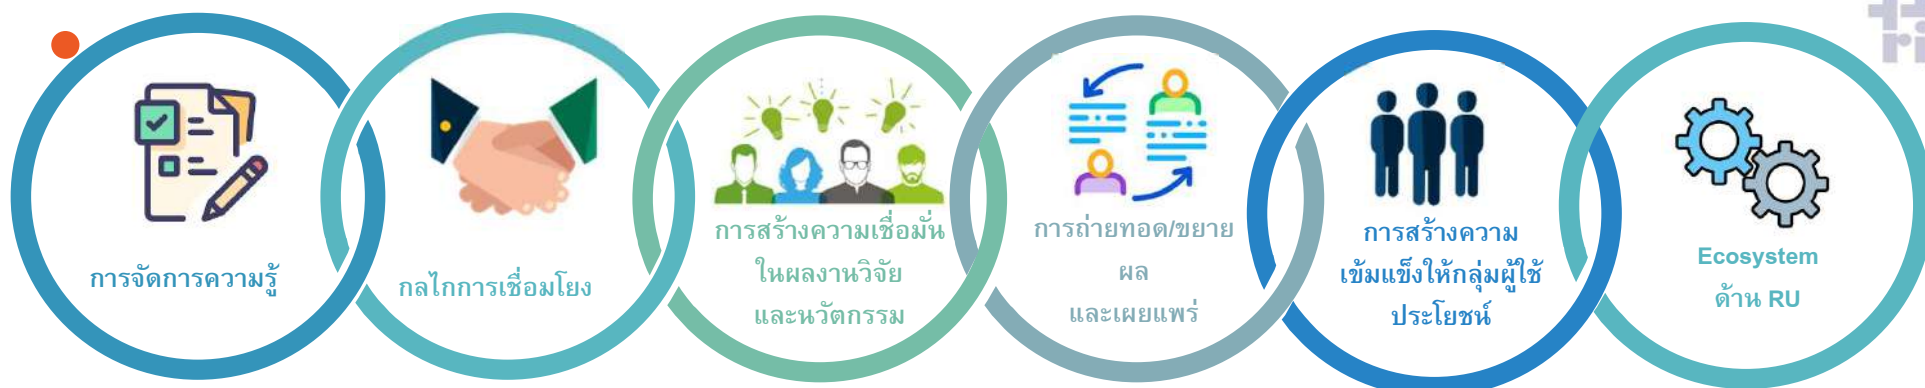 การจัดการความรู้
กลไกการเชื่อมโยง
การสร้างความเชื่อมั่น
ในผลงานวิจัย
และนวัตกรรม
การถ่ายทอด/ขยาย
ผล
และเผยแพร่
การสร้างความ
เข้มแข็งให้กลุ่มผู้ใช้
ประโยชน์
Ecosystem
ด้าน RU